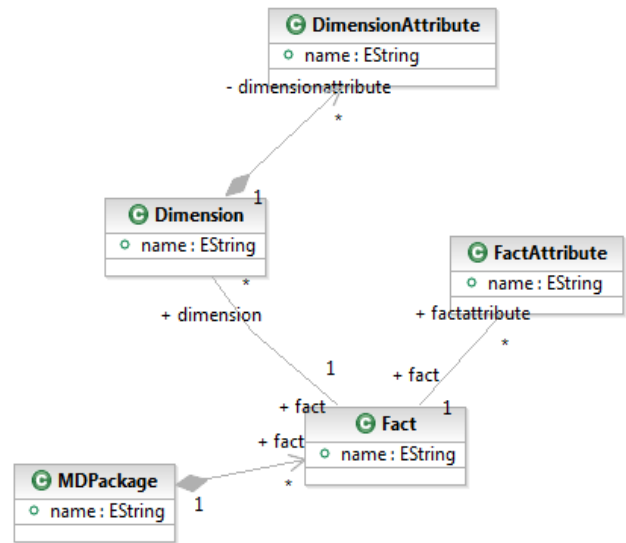 C DimensionAttribute
name : EString
- dimensionattribute
*
1
C Dimension
name : EString
*
+ dimension
C FactAttribute
name : EString
+ factattribute
*
1
+ fact
+ fact
1
C Fact
name : EString
+ fact
*
C MDPackage
1
name : EString